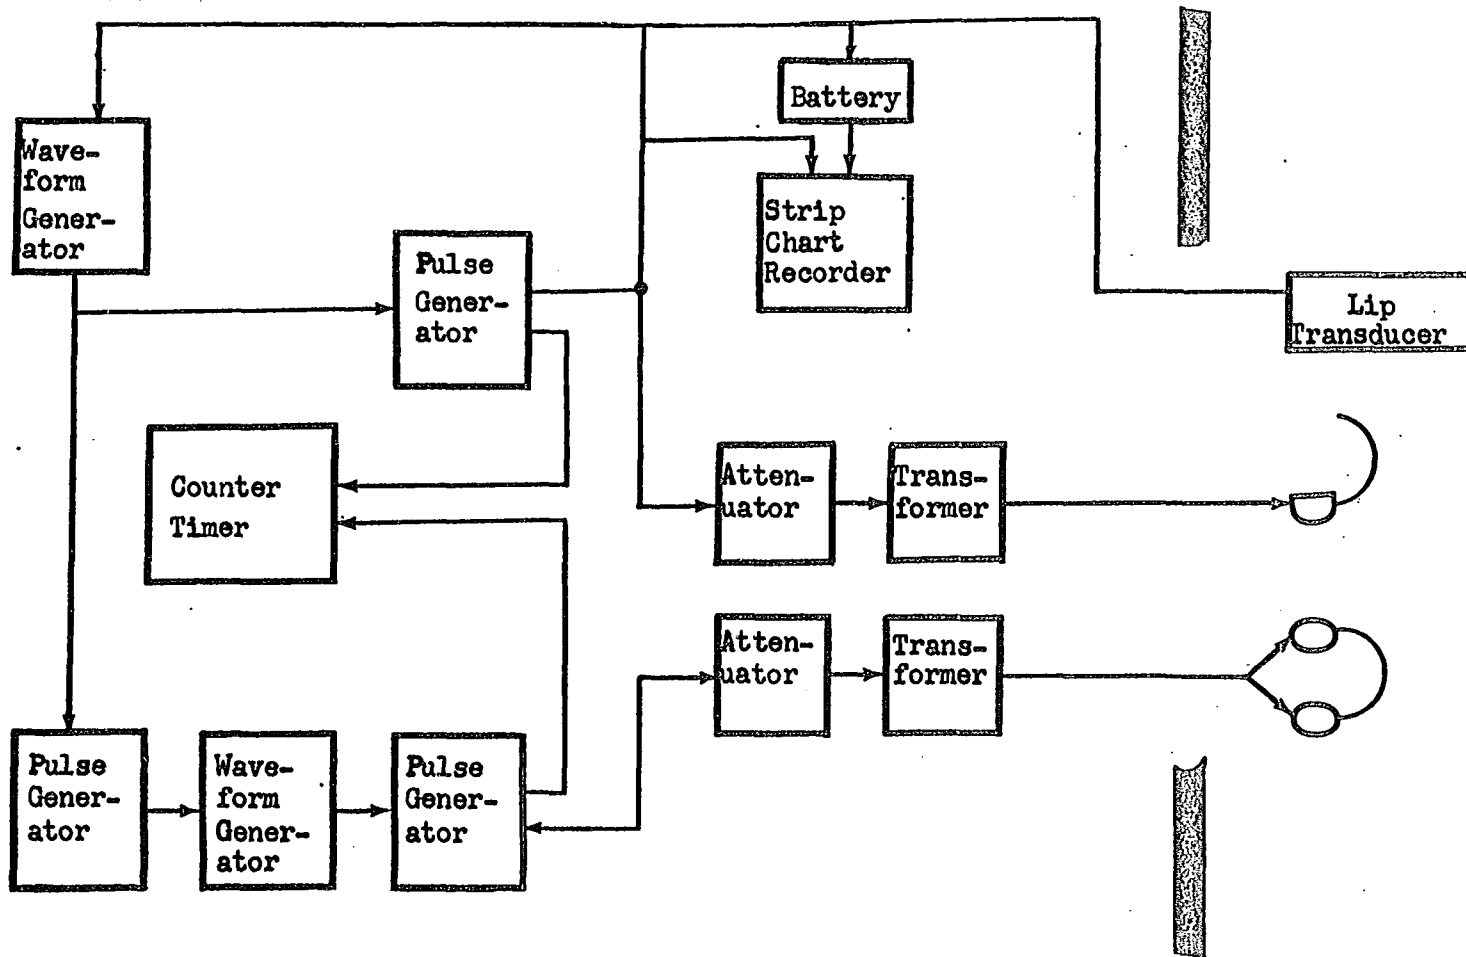 Battery
Wave-
form
Gener-
ator
Strip
Chart
Recorder
Pulse
Gener-
ator
Lip
Transducer
Counter
Timer
Atten-
uator
Trans-
former
Atten-
uator
Trans-
former
Pulse
Gener-
ator
Wave-
form
Gener-
ator
Pulse
Gener-
ator